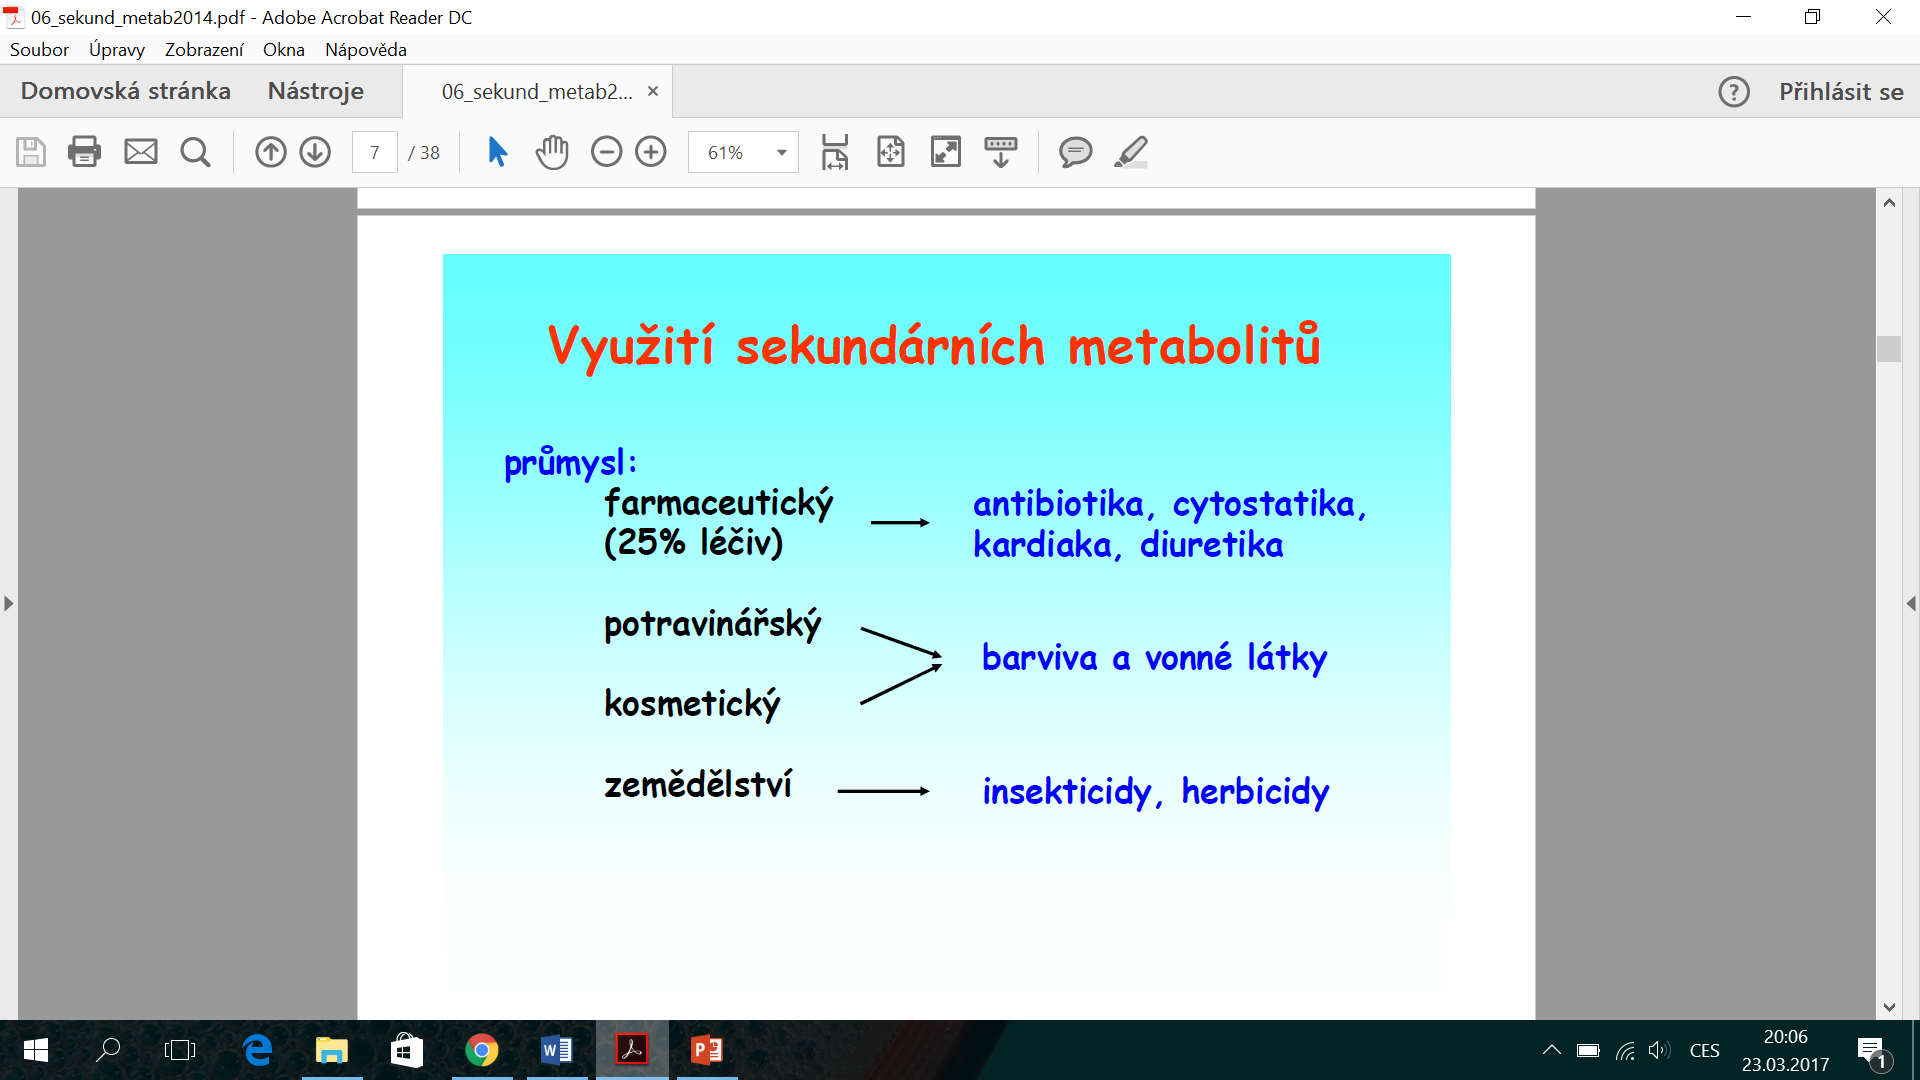 06_sekund_metab2014.pdf - Adobe Acrobat Reader DC
Soubor Úpravy Zobrazení Okna Nápověda
Domovská stránka Nástroje 06_sekund_metab2... × ? Přihlásit se
7 / 38 61%
Využití sekundárních metabolitů
průmysl:
farmaceutický antibiotika, cytostatika,
(25% léčiv) kardiaka, diuretika
potravinářský
barviva a vonné látky
kosmetický
zemědělství insekticidy, herbicidy
CES 20:06
23.03.2017 1